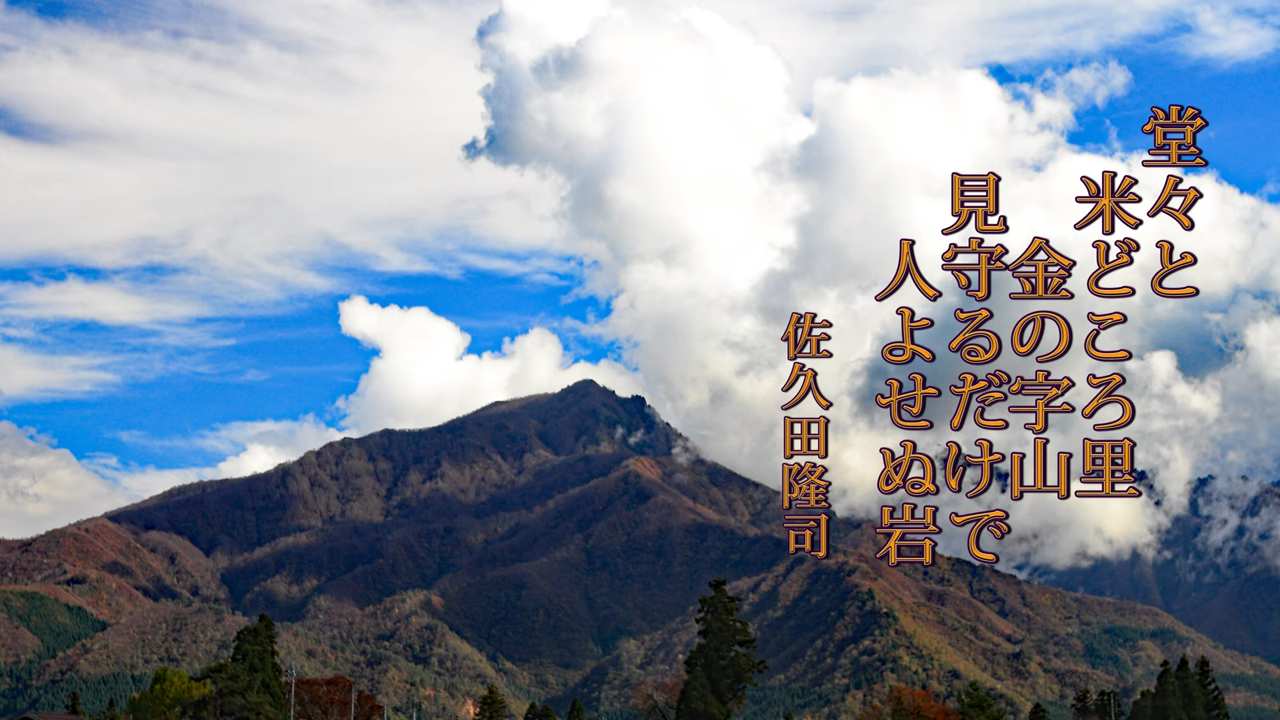 堂々と
米どころ里
金の字山
見守るだけで
人よせぬ岩
佐久田隆司